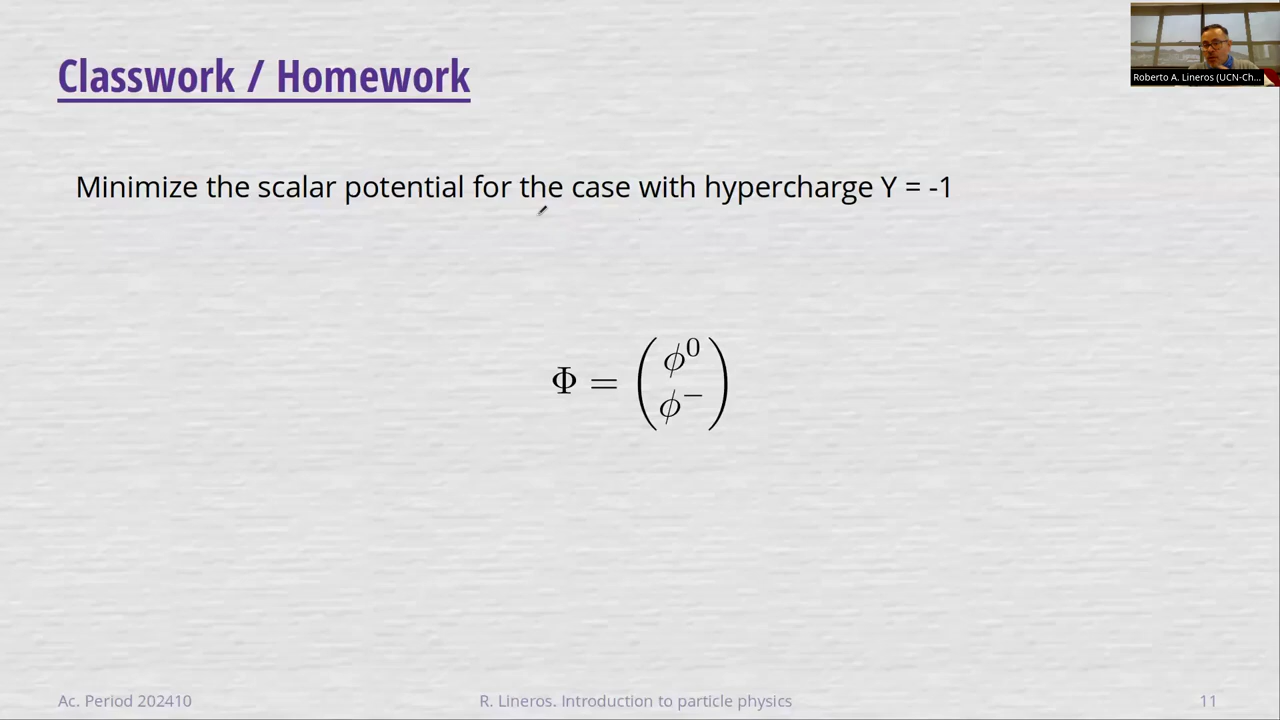 Classwork / Homework
Roberto A. Lineros (UCN-Ch...
Minimize the scalar potential for the case with hypercharge Y = -1
Φ = (ϕ⁰
ϕ⁻)
Ac. Period 202410
R. Lineros. Introduction to particle physics
11